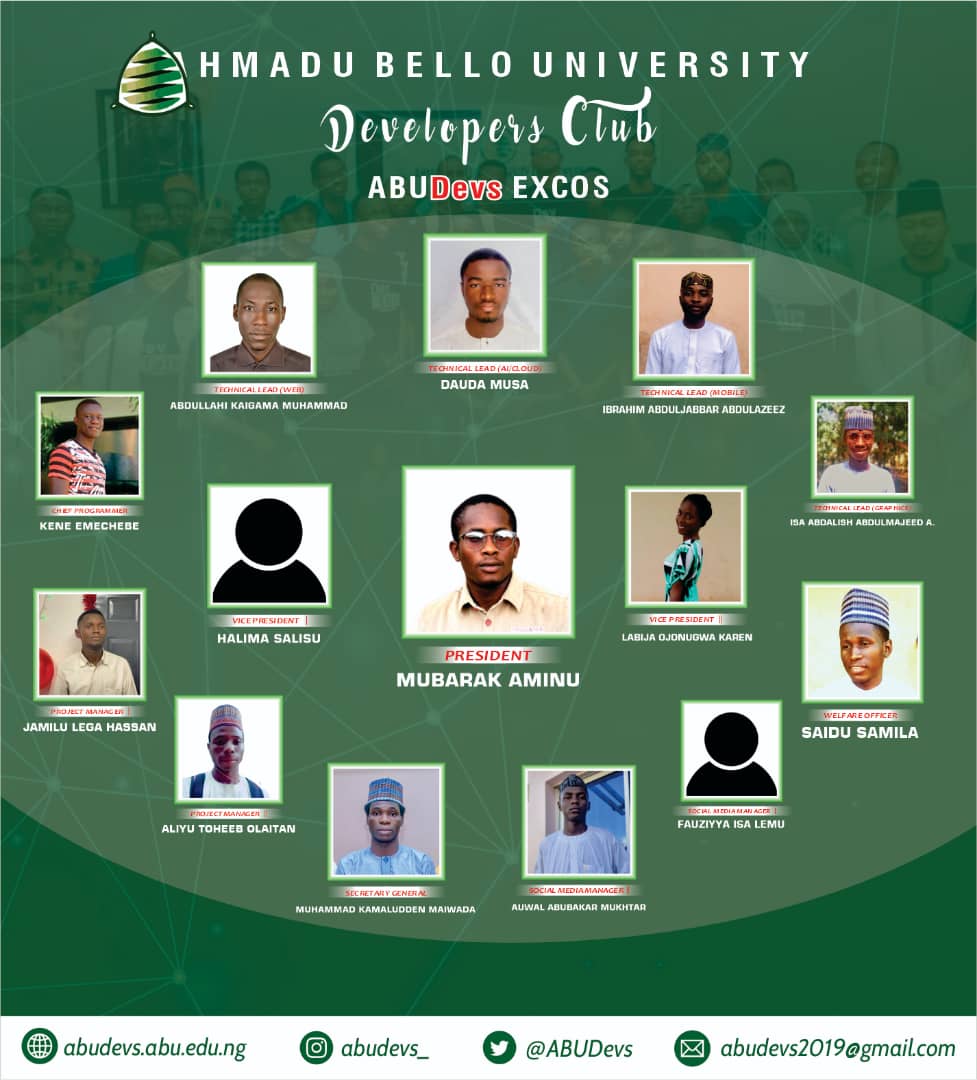 HMADU BELLO UNIVERSITY
Developers Club
ABUDevs EXCOS
TECHNICAL LEAD (WEB)
ABDULLAHI KAIGAMA MUHAMMAD
TECHNICAL LEAD (AI/CLOUD)
DAUDA MUSA
TECHNICAL LEAD (MOBILE)
IBRAHIM ABDULJABBAR ABDULAZEEZ
CHIEF PROGRAMMER
KENE EMECHEBE
TECHNICAL LEAD (GRAPHICS)
ISA ABDALISH ABDULMAJEED A.
VICE PRESIDENT I
HALIMA SALISU
PRESIDENT
MUBARAK AMINU
VICE PRESIDENT II
LABIJA OJONUGWA KAREN
PROJECT MANAGER I
JAMILU LEGA HASSAN
WELFARE OFFICER
SAIDU SAMILA
PROJECT MANAGER II
ALIYU TOHEEB OLAITAN
SECRETARY GENERAL
MUHAMMAD KAMALUDDEN MAIWADA
SOCIAL MEDIA MANAGER II
AUWAL ABUBAKAR MUKHTAR
SOCIAL MEDIA MANAGER I
FAUZIYYA ISA LEMU
abudevs.abu.edu.ng
abudevs_
@ABUDevs
abudevs2019@gmail.com